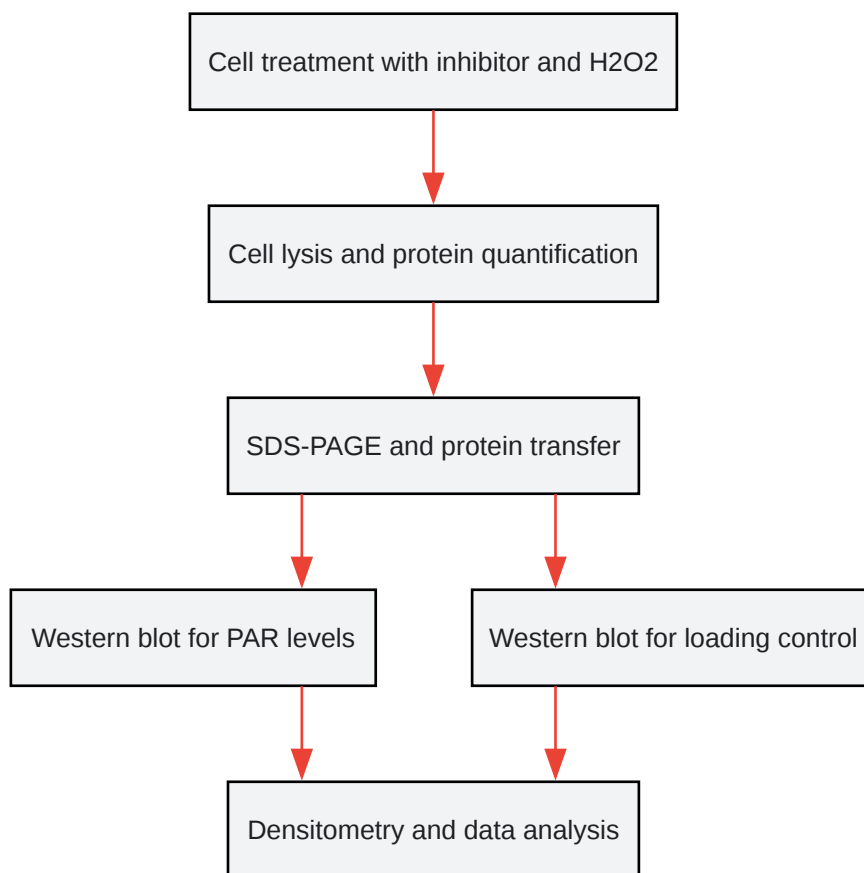 Cell treatment with inhibitor and H2O2
Cell lysis and protein quantification
SDS-PAGE and protein transfer
Western blot for PAR levels
Western blot for loading control
Densitometry and data analysis